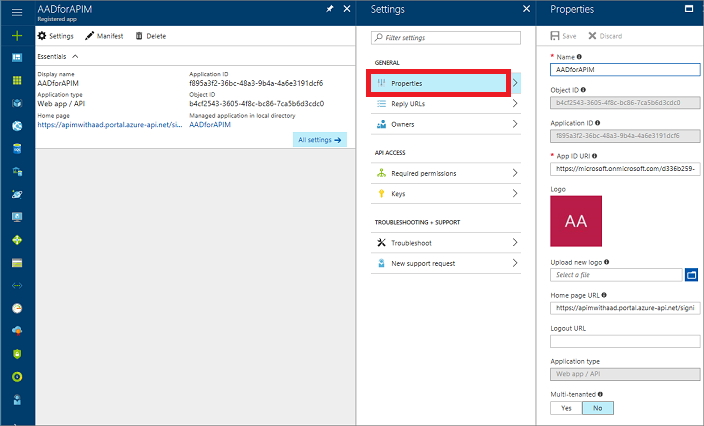 AADforAPIM
Registered app
Settings
Manifest
Delete
Essentials
Display name
AADforAPIM
Application type
Web app / API
Home page
https://apimwithaad.portal.azure-api.net/si...
Application ID
f895a3f2-36bc-48a3-9b4a-4a6e3191dcf6
Object ID
b4cf2543-3605-4f8c-bc86-7ca5b6d3cdc0
Managed application in local directory
AADforAPIM
All settings
Settings
Filter settings
GENERAL
Properties
Reply URLs
Owners
API ACCESS
Required permissions
Keys
TROUBLESHOOTING + SUPPORT
Troubleshoot
New support request
Properties
Save
Discard
* Name
AADforAPIM
Object ID
b4cf2543-3605-4f8c-bc86-7ca5b6d3cdc0
Application ID
f895a3f2-36bc-48a3-9b4a-4a6e3191dcf6
* App ID URI
https://microsoft.onmicrosoft.com/d336b259-
Logo
AA
Upload new logo
Select a file
Home page URL
https://apimwithaad.portal.azure-api.net/signi
Logout URL
Application type
Web app / API
Multi-tenanted
Yes
No